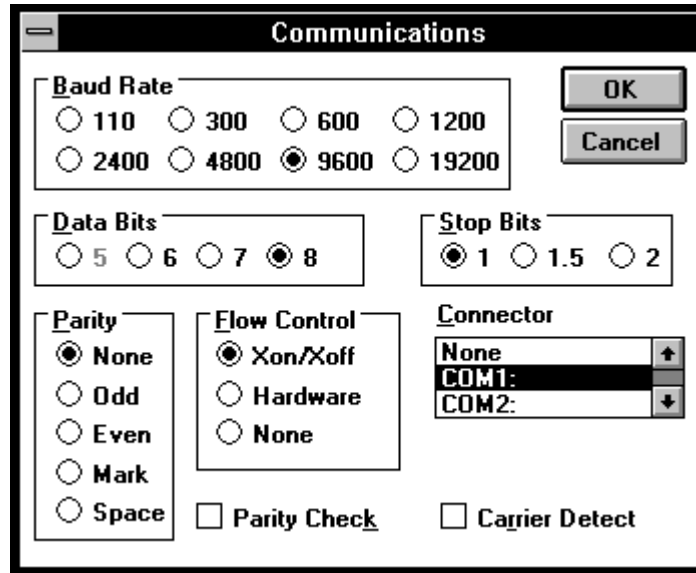 Communications
Baud Rate
110 300 600 1200
2400 4800 9600 19200
OK
Cancel
Data Bits
5 6 7 8
Stop Bits
1 1.5 2
Parity
None
Odd
Even
Mark
Space
Flow Control
Xon/Xoff
Hardware
None
Connector
None
COM1:
COM2:
Parity Check
Carrier Detect